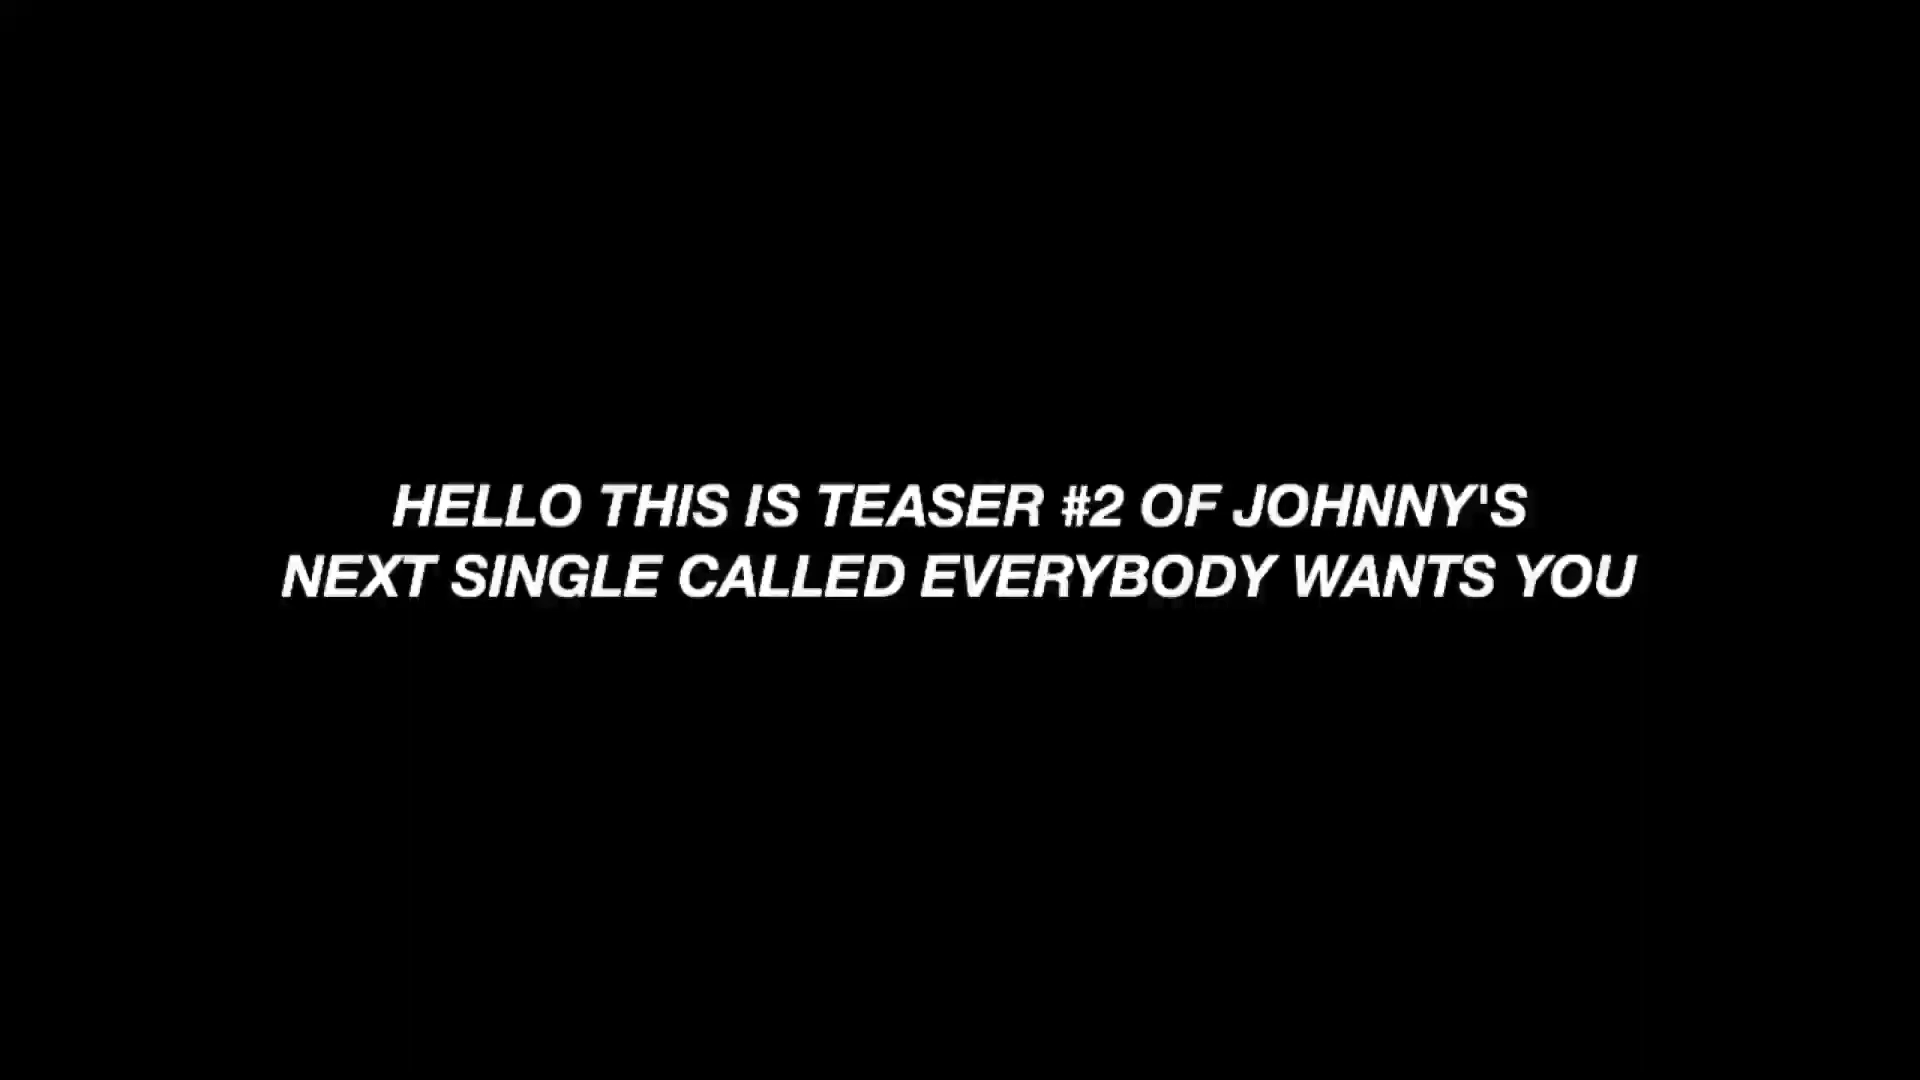 HELLO THIS IS TEASER #2 OF JOHNNY'S
NEXT SINGLE CALLED EVERYBODY WANTS YOU